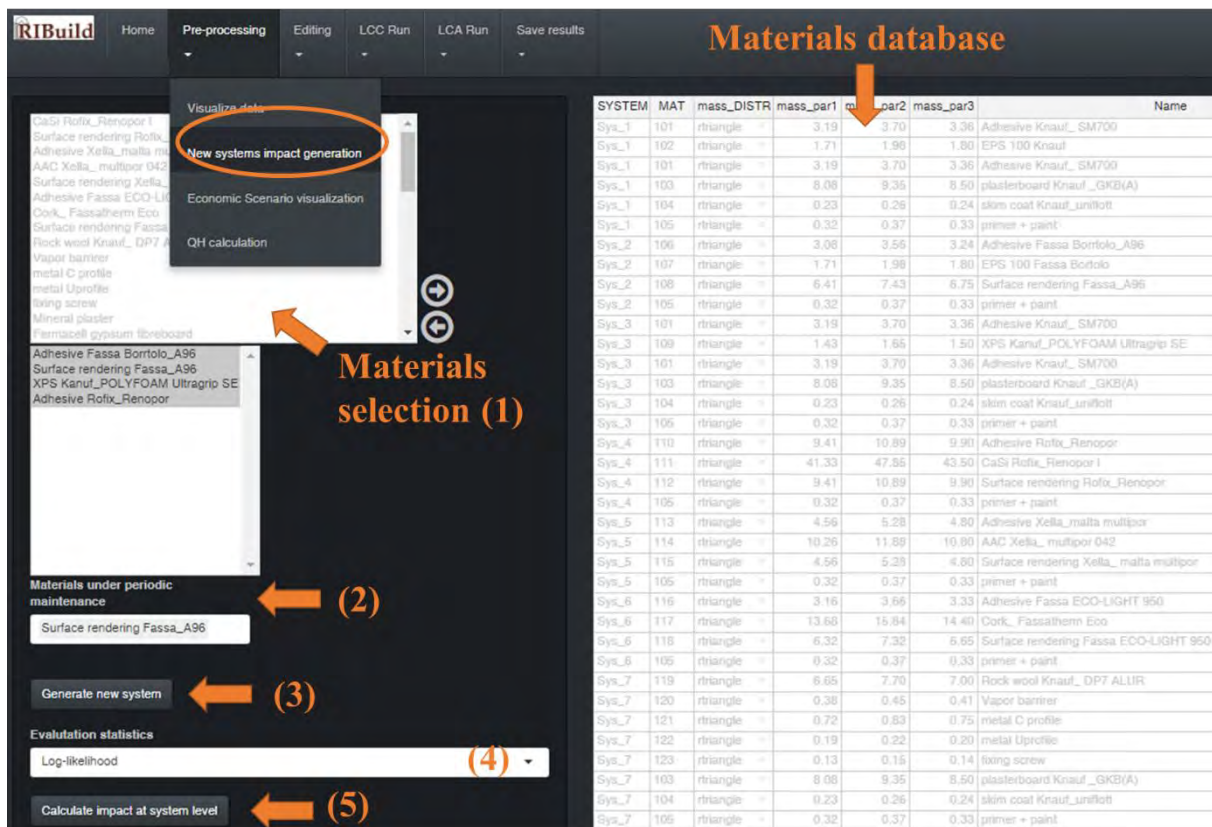 RIBuild Home Pre-processing Editing LCC Run LCA Run Save results
Materials database
Visualize data
New systems impact generation
Economic Scenario visualization
QH calculation
CaSi Rofix_Renopor I
Surface rendering Rofix_
Adhesive Xella_malta mu
AAC Xella_ multipor 042
Surface rendering Xella_
Adhesive Fassa ECO-LIG
Cork_ Fassatherm Eco
Surface rendering Fassa
Rock wool Knauf_ DP7 A
Vapor barrirer
metal C profile
metal Uprofile
fixing screw
Mineral plaster
Fermacell gypsum fibreboard
Materials
selection (1)
Adhesive Fassa Borrtolo_A96
Surface rendering Fassa_A96
XPS Kanuf_POLYFOAM Ultragrip SE
Adhesive Rofix_Renopor
Materials under periodic
maintenance
(2)
Surface rendering Fassa_A96
Generate new system
(3)
Evalutation statistics
Log-likelihood
(4)
Calculate impact at system level
(5)
SYSTEM MAT mass_DISTR mass_par1 mass_par2 mass_par3 Name
Sys_1 101 rtriangle 3.19 3.70 3.36 Adhesive Knauf_ SM700
Sys_1 102 rtriangle 1.71 1.98 1.80 EPS 100 Knauf
Sys_1 101 rtriangle 3.19 3.70 3.36 Adhesive Knauf_ SM700
Sys_1 103 rtriangle 8.08 9.35 8.50 plasterboard Knauf _GKB(A)
Sys_1 104 rtriangle 0.23 0.26 0.24 skim coat Knauf_uniflott
Sys_1 105 rtriangle 0.32 0.37 0.33 primer + paint
Sys_2 106 rtriangle 3.08 3.56 3.24 Adhesive Fassa Borrtolo_A96
Sys_2 107 rtriangle 1.71 1.98 1.80 EPS 100 Fassa Bortolo
Sys_2 108 rtriangle 6.41 7.43 6.75 Surface rendering Fassa_A96
Sys_2 105 rtriangle 0.32 0.37 0.33 primer + paint
Sys_3 101 rtriangle 3.19 3.70 3.36 Adhesive Knauf_ SM700
Sys_3 109 rtriangle 1.43 1.65 1.50 XPS Kanuf_POLYFOAM Ultragrip SE
Sys_3 101 rtriangle 3.19 3.70 3.36 Adhesive Knauf_ SM700
Sys_3 103 rtriangle 8.08 9.35 8.50 plasterboard Knauf _GKB(A)
Sys_3 104 rtriangle 0.23 0.26 0.24 skim coat Knauf_uniflott
Sys_3 105 rtriangle 0.32 0.37 0.33 primer + paint
Sys_4 110 rtriangle 9.41 10.89 9.90 Adhesive Rofix_Renopor
Sys_4 111 rtriangle 41.33 47.85 43.50 CaSi Rofix_Renopor I
Sys_4 112 rtriangle 9.41 10.89 9.90 Surface rendering Rofix_Renopor
Sys_4 105 rtriangle 0.32 0.37 0.33 primer + paint
Sys_5 113 rtriangle 4.56 5.28 4.80 Adhesive Xella_malta multipor
Sys_5 114 rtriangle 10.26 11.88 10.80 AAC Xella_ multipor 042
Sys_5 115 rtriangle 4.56 5.28 4.80 Surface rendering Xella_ malta multipor
Sys_5 105 rtriangle 0.32 0.37 0.33 primer + paint
Sys_6 116 rtriangle 3.16 3.66 3.33 Adhesive Fassa ECO-LIGHT 950
Sys_6 117 rtriangle 13.68 15.84 14.40 Cork_ Fassatherm Eco
Sys_6 118 rtriangle 6.32 7.32 6.65 Surface rendering Fassa ECO-LIGHT 950
Sys_6 105 rtriangle 0.32 0.37 0.33 primer + paint
Sys_7 119 rtriangle 6.65 7.70 7.00 Rock wool Knauf_ DP7 ALUR
Sys_7 120 rtriangle 0.38 0.45 0.41 Vapor barrirer
Sys_7 121 rtriangle 0.72 0.83 0.75 metal C profile
Sys_7 122 rtriangle 0.19 0.22 0.20 metal Uprofile
Sys_7 123 rtriangle 0.13 0.15 0.14 fixing screw
Sys_7 103 rtriangle 8.08 9.35 8.50 plasterboard Knauf _GKB(A)
Sys_7 104 rtriangle 0.23 0.26 0.24 skim coat Knauf_uniflott
Sys_7 105 rtriangle 0.32 0.37 0.33 primer + paint